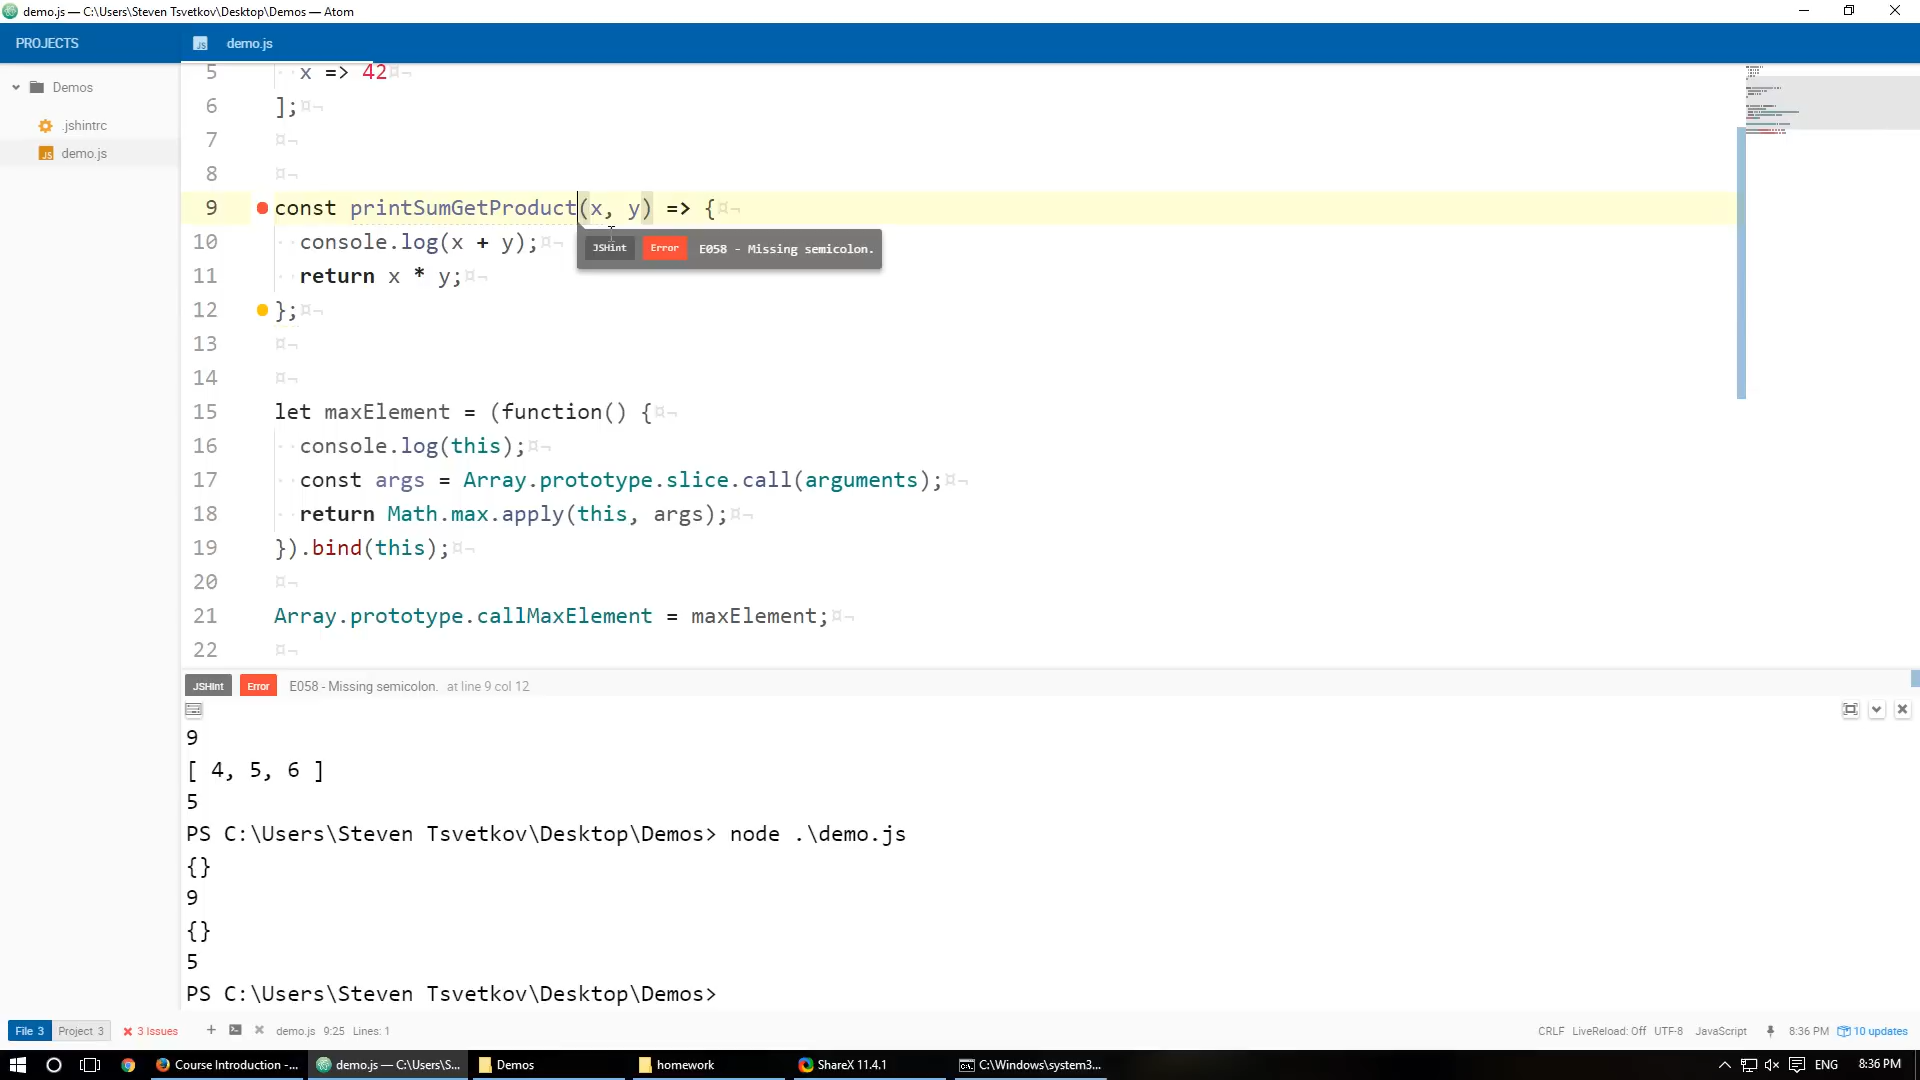 demo.js — C:\Users\Steven Tsvetkov\Desktop\Demos — Atom
PROJECTS
demo.js
Demos
.jshintrc
demo.js
5 x => 42
6 ];
7
8
9 const printSumGetProduct(x, y) => {
10 console.log(x + y);
JSHint Error E058 - Missing semicolon.
11 return x * y;
12 };
13
14
15 let maxElement = (function() {
16 console.log(this);
17 const args = Array.prototype.slice.call(arguments);
18 return Math.max.apply(this, args);
19 }).bind(this);
20
21 Array.prototype.callMaxElement = maxElement;
22
JSHint Error E058 - Missing semicolon. at line 9 col 12
9
[ 4, 5, 6 ]
5
PS C:\Users\Steven Tsvetkov\Desktop\Demos> node .\demo.js
{}
9
{}
5
PS C:\Users\Steven Tsvetkov\Desktop\Demos>
File 3 Project 3 3 Issues demo.js 9:25 Lines: 1 CRLF LiveReload: Off UTF-8 JavaScript 8:36 PM 10 updates
Course Introduction -... demo.js — C:\Users\S... Demos homework ShareX 11.4.1 C:\Windows\system3... ENG 8:36 PM